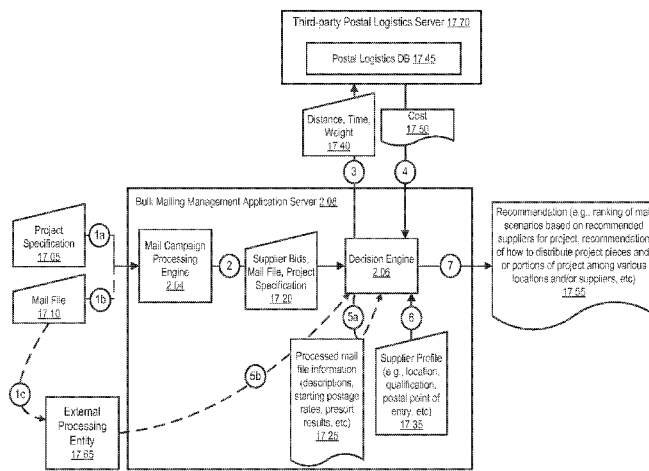 Third-party Postal Logistics Server 17.70
Postal Logistics DB 17.45
Distance, Time,
Weight
17.40
Cost
17.50
3
4
Bulk Mailing Management Application Server 2.08
Project
Specification
17.05
1a
Mail File
17.10
1b
Mail Campaign
Processing
Engine
2.04
2
Supplier Bids,
Mail File, Project
Specification
17.20
Decision Engine
2.06
7
Recommendation (e.g., ranking of mail
scenarios based on recommended
suppliers for project, recommendation
of how to distribute project pieces and/
or portions of project among various
locations and/or suppliers, etc)
17.55
5a
6
5b
1c
External
Processing
Entity
17.65
Processed mail
file information
(descriptions,
starting postage
rates, presort
results, etc)
17.25
Supplier Profile
(e.g., location,
qualification,
postal point of
entry, etc)
17.35